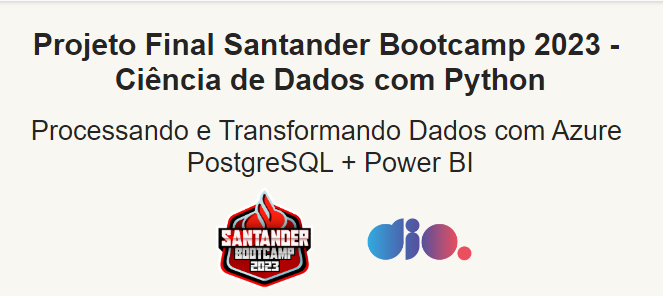 Projeto Final Santander Bootcamp 2023 -
Ciência de Dados com Python
Processando e Transformando Dados com Azure
PostgreSQL + Power BI
SANTANDER
BOOTCAMP
2023
dio.